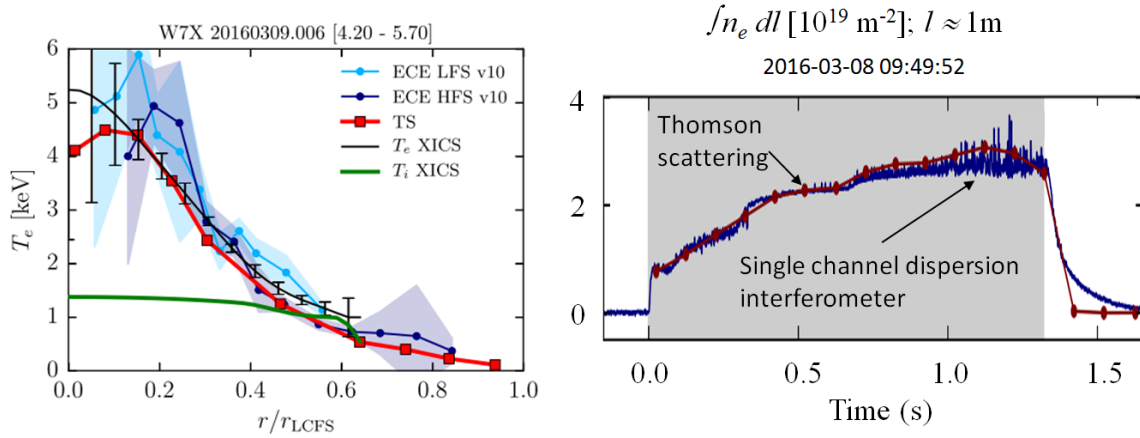 W7X 20160309.006 [4.20 - 5.70]
6
5
4
3
2
1
0
T_e [keV]
ECE LFS v10
ECE HFS v10
TS
T_e XICS
T_i XICS
0.0 0.2 0.4 0.6 0.8 1.0
r/r_LCFS
∫n_e dl [10^19 m^-2]; l ≈ 1m
2016-03-08 09:49:52
4
2
0
Thomson
scattering
Single channel dispersion
interferometer
0.0 0.5 1.0 1.5
Time (s)